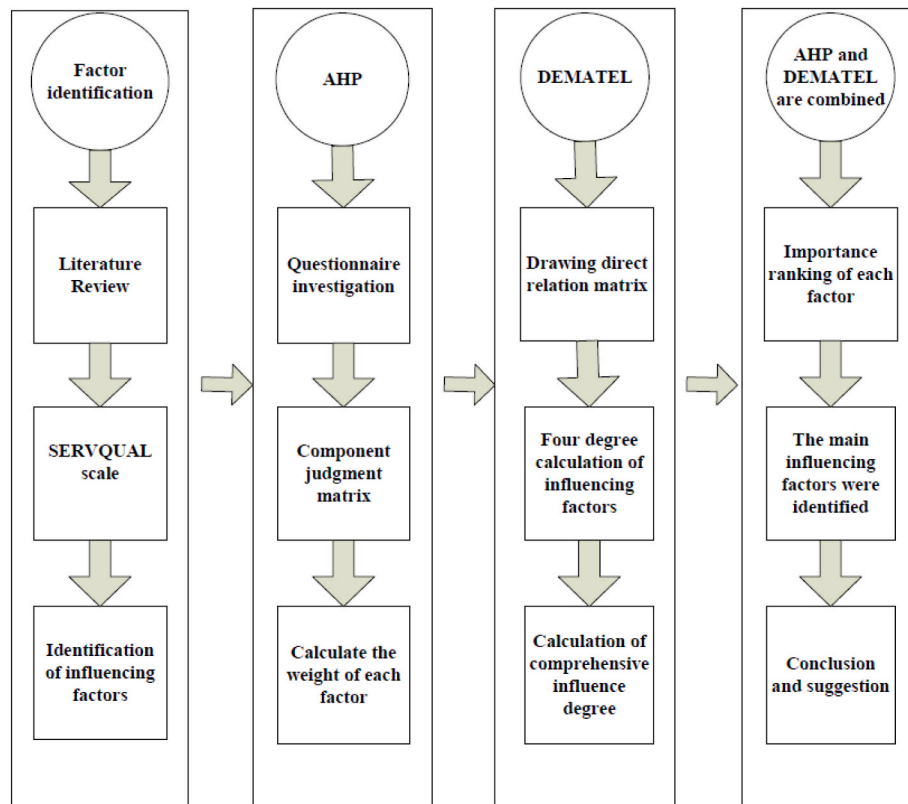 Factor
identification
Literature
Review
SERVQUAL
scale
Identification
of influencing
factors
AHP
Questionnaire
investigation
Component
judgment
matrix
Calculate the
weight of each
factor
DEMATEL
Drawing direct
relation matrix
Four degree
calculation of
influencing
factors
Calculation of
comprehensive
influence
degree
AHP and
DEMATEL
are combined
Importance
ranking of each
factor
The main
influencing
factors were
identified
Conclusion
and suggestion